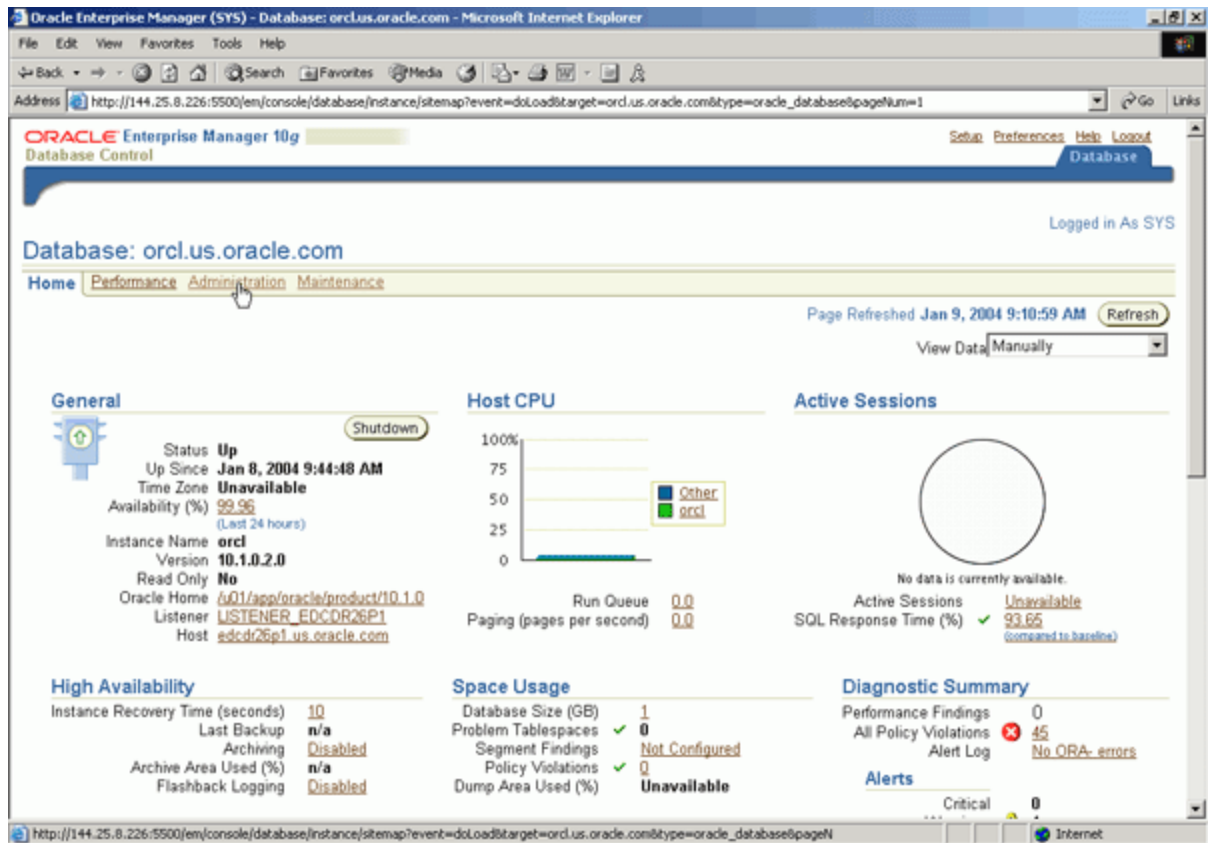 Oracle Enterprise Manager (SYS) - Database: orcl.us.oracle.com - Microsoft Internet Explorer
File Edit View Favorites Tools Help
Back Search Favorites Media
Address http://144.25.8.226:5500/em/console/database/instance/sitemap?event=doLoad&target=orcl.us.oracle.com&type=oracle_database&pageNum=1 Go Links
ORACLE Enterprise Manager 10g
Database Control
Setup Preferences Help Logout
Database
Logged in As SYS
Database: orcl.us.oracle.com
Home Performance Administration Maintenance
Page Refreshed Jan 9, 2004 9:10:59 AM Refresh
View Data Manually
General
Shutdown
Status Up
Up Since Jan 8, 2004 9:44:48 AM
Time Zone Unavailable
Availability (%) 99.96
(Last 24 hours)
Instance Name orcl
Version 10.1.0.2.0
Read Only No
Oracle Home /u01/app/oracle/product/10.1.0
Listener LISTENER_EDCDR26P1
Host edcdr26p1.us.oracle.com
Host CPU
100%
75
50
25
0
Other
orcl
Run Queue 0.0
Paging (pages per second) 0.0
Active Sessions
No data is currently available.
Active Sessions Unavailable
SQL Response Time (%) 93.65
(compared to baseline)
High Availability
Instance Recovery Time (seconds) 10
Last Backup n/a
Archiving Disabled
Archive Area Used (%) n/a
Flashback Logging Disabled
Space Usage
Database Size (GB) 1
Problem Tablespaces 0
Segment Findings Not Configured
Policy Violations 0
Dump Area Used (%) Unavailable
Diagnostic Summary
Performance Findings 0
All Policy Violations 45
Alert Log No ORA- errors
Alerts
Critical 0
http://144.25.8.226:5500/em/console/database/instance/sitemap?event=doLoad&target=orcl.us.oracle.com&type=oracle_database&pageN Internet